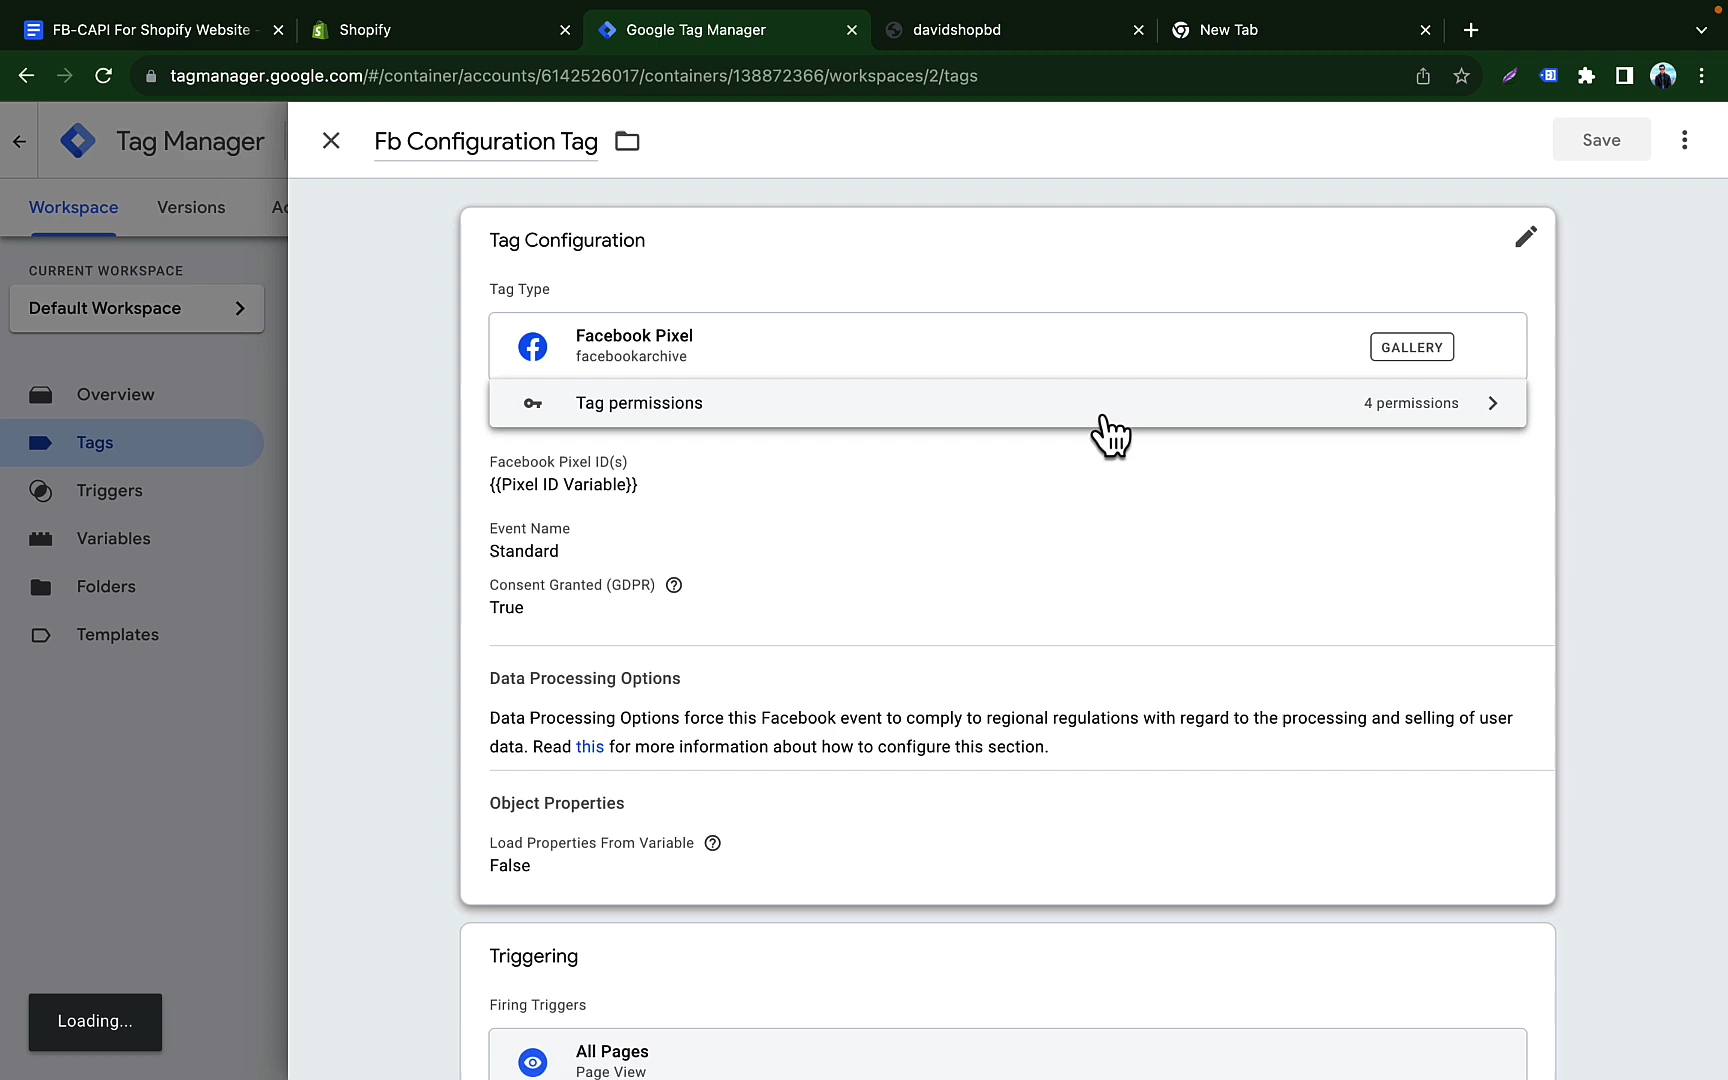 FB-CAPI For Shopify Website -
Shopify
Google Tag Manager
davidshopbd
New Tab
tagmanager.google.com/#/container/accounts/6142526017/containers/138872366/workspaces/2/tags
Tag Manager
Fb Configuration Tag
Save
Workspace
Versions
Ad
CURRENT WORKSPACE
Default Workspace
Overview
Tags
Triggers
Variables
Folders
Templates
Loading...
Tag Configuration
Tag Type
Facebook Pixel
facebookarchive
GALLERY
Tag permissions
4 permissions
Facebook Pixel ID(s)
{{Pixel ID Variable}}
Event Name
Standard
Consent Granted (GDPR)
True
Data Processing Options
Data Processing Options force this Facebook event to comply to regional regulations with regard to the processing and selling of user
data. Read this for more information about how to configure this section.
Object Properties
Load Properties From Variable
False
Triggering
Firing Triggers
All Pages
Page View